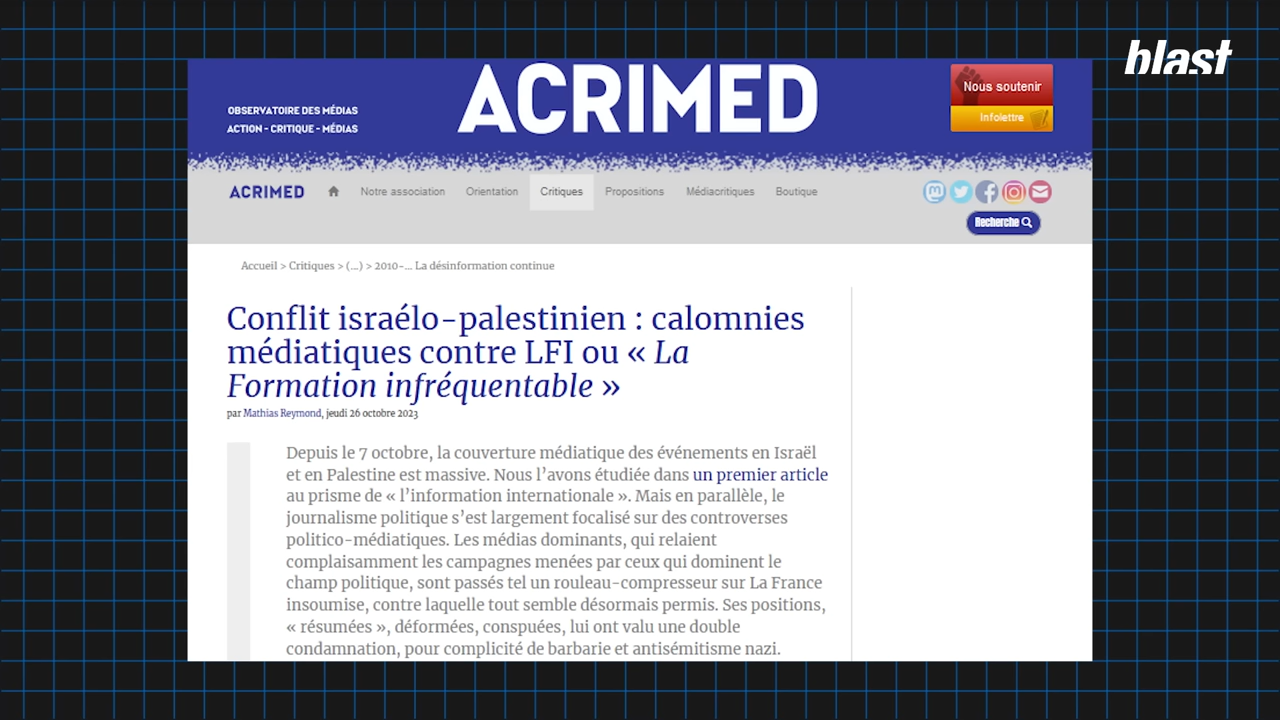 blast
OBSERVATOIRE DES MÉDIAS
ACTION - CRITIQUE - MÉDIAS
ACRIMED
Nous soutenir
Infolettre
ACRIMED Notre association Orientation Critiques Propositions Médiacritiques Boutique
Recherche
Accueil > Critiques > (...) > 2010-... La désinformation continue
Conflit israélo-palestinien : calomnies
médiatiques contre LFI ou « La
Formation infréquentable »
par Mathias Reymond, jeudi 26 octobre 2023
Depuis le 7 octobre, la couverture médiatique des événements en Israël
et en Palestine est massive. Nous l’avons étudiée dans un premier article
au prisme de « l’information internationale ». Mais en parallèle, le
journalisme politique s’est largement focalisé sur des controverses
politico-médiatiques. Les médias dominants, qui relaient
complaisamment les campagnes menées par ceux qui dominent le
champ politique, sont passés tel un rouleau-compresseur sur La France
insoumise, contre laquelle tout semble désormais permis. Ses positions,
« résumées », déformées, conspuées, lui ont valu une double
condamnation, pour complicité de barbarie et antisémitisme nazi.